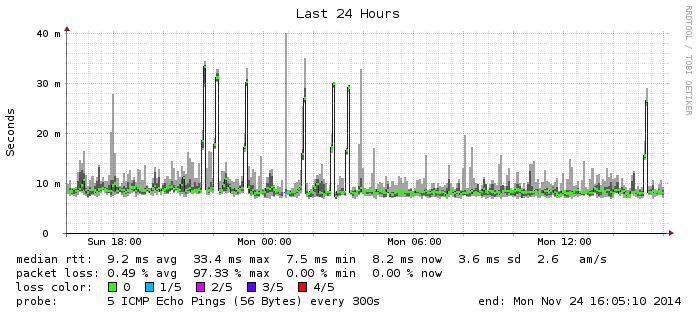 Last 24 Hours
RRDTOOL / TOBI OETIKER
Seconds
40 m
30 m
20 m
10 m
0
Sun 18:00 Mon 00:00 Mon 06:00 Mon 12:00
median rtt: 9.2 ms avg 33.4 ms max 7.5 ms min 8.2 ms now 3.6 ms sd 2.6 am/s
packet loss: 0.49 % avg 97.33 % max 0.00 % min 0.00 % now
loss color: 0 1/5 2/5 3/5 4/5
probe: 5 ICMP Echo Pings (56 Bytes) every 300s end: Mon Nov 24 16:05:10 2014